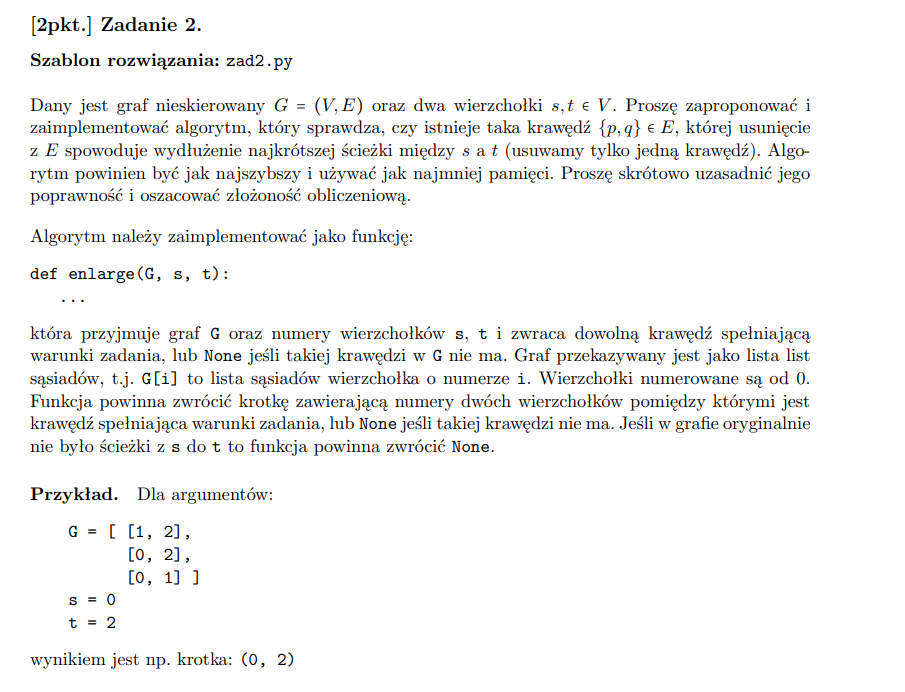 [2pkt.] Zadanie 2.
Szablon rozwiązania: zad2.py
Dany jest graf nieskierowany G = (V, E) oraz dwa wierzchołki s, t ∈ V. Proszę zaproponować i
zaimplementować algorytm, który sprawdza, czy istnieje taka krawędź {p, q} ∈ E, której usunięcie
z E spowoduje wydłużenie najkrótszej ścieżki między s a t (usuwamy tylko jedną krawędź). Algo-
rytm powinien być jak najszybszy i używać jak najmniej pamięci. Proszę skrótowo uzasadnić jego
poprawność i oszacować złożoność obliczeniową.
Algorytm należy zaimplementować jako funkcję:
def enlarge(G, s, t):
...
która przyjmuje graf G oraz numery wierzchołków s, t i zwraca dowolną krawędź spełniającą
warunki zadania, lub None jeśli takiej krawędzi w G nie ma. Graf przekazywany jest jako lista list
sąsiadów, t.j. G[i] to lista sąsiadów wierzchołka o numerze i. Wierzchołki numerowane są od 0.
Funkcja powinna zwrócić krotkę zawierającą numery dwóch wierzchołków pomiędzy którymi jest
krawędź spełniająca warunki zadania, lub None jeśli takiej krawędzi nie ma. Jeśli w grafie oryginalnie
nie było ścieżki z s do t to funkcja powinna zwrócić None.
Przykład. Dla argumentów:
G = [ [1, 2],
[0, 2],
[0, 1] ]
s = 0
t = 2
wynikiem jest np. krotka: (0, 2)